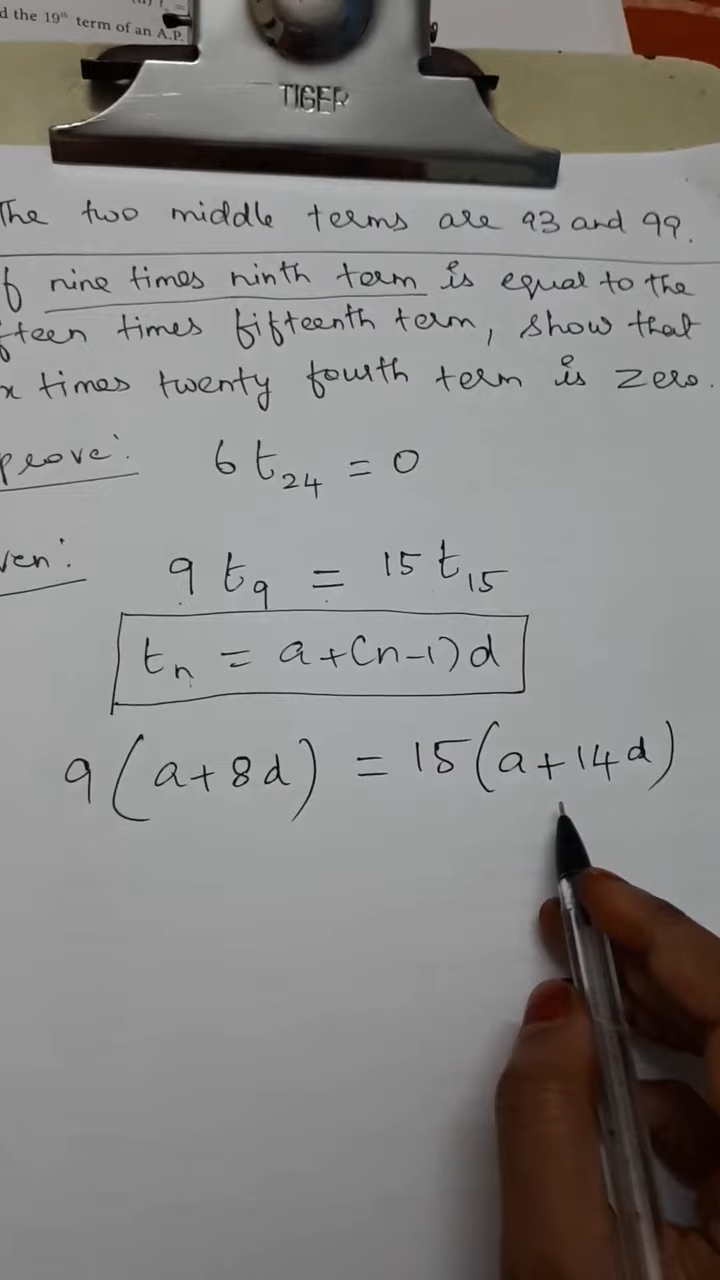 d the 19th term of an A.P.
TIGER
The two middle terms are 93 and 99.
f nine times ninth term is equal to the
fteen times fifteenth term, show that
x times twenty fourth term is zero.
prove:
6 t₂₄ = 0
ven:
9 t₉ = 15 t₁₅
tₙ = a+(n-1)d
9(a+8d) = 15(a+14d)